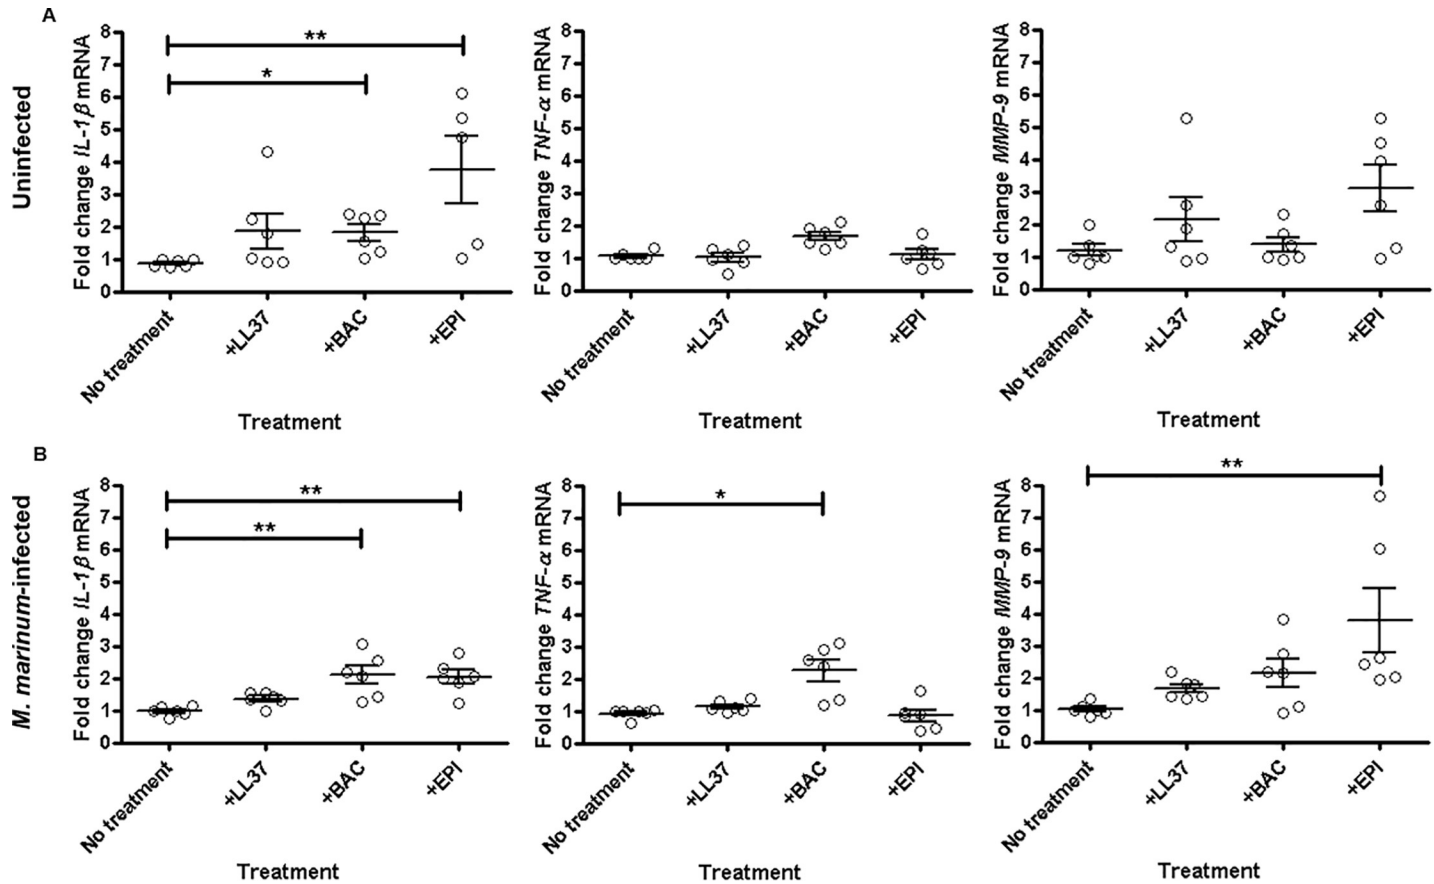 A
Uninfected
Fold change IL-1β mRNA
8
7
6
5
4
3
2
1
0
**
*
No treatment
+LL37
+BAC
+EPI
Treatment
Fold change TNF-α mRNA
8
7
6
5
4
3
2
1
0
No treatment
+LL37
+BAC
+EPI
Treatment
Fold change MMP-9 mRNA
8
7
6
5
4
3
2
1
0
No treatment
+LL37
+BAC
+EPI
Treatment
B
M. marinum-infected
Fold change IL-1β mRNA
8
7
6
5
4
3
2
1
0
**
**
No treatment
+LL37
+BAC
+EPI
Treatment
Fold change TNF-α mRNA
8
7
6
5
4
3
2
1
0
*
No treatment
+LL37
+BAC
+EPI
Treatment
Fold change MMP-9 mRNA
8
7
6
5
4
3
2
1
0
**
No treatment
+LL37
+BAC
+EPI
Treatment